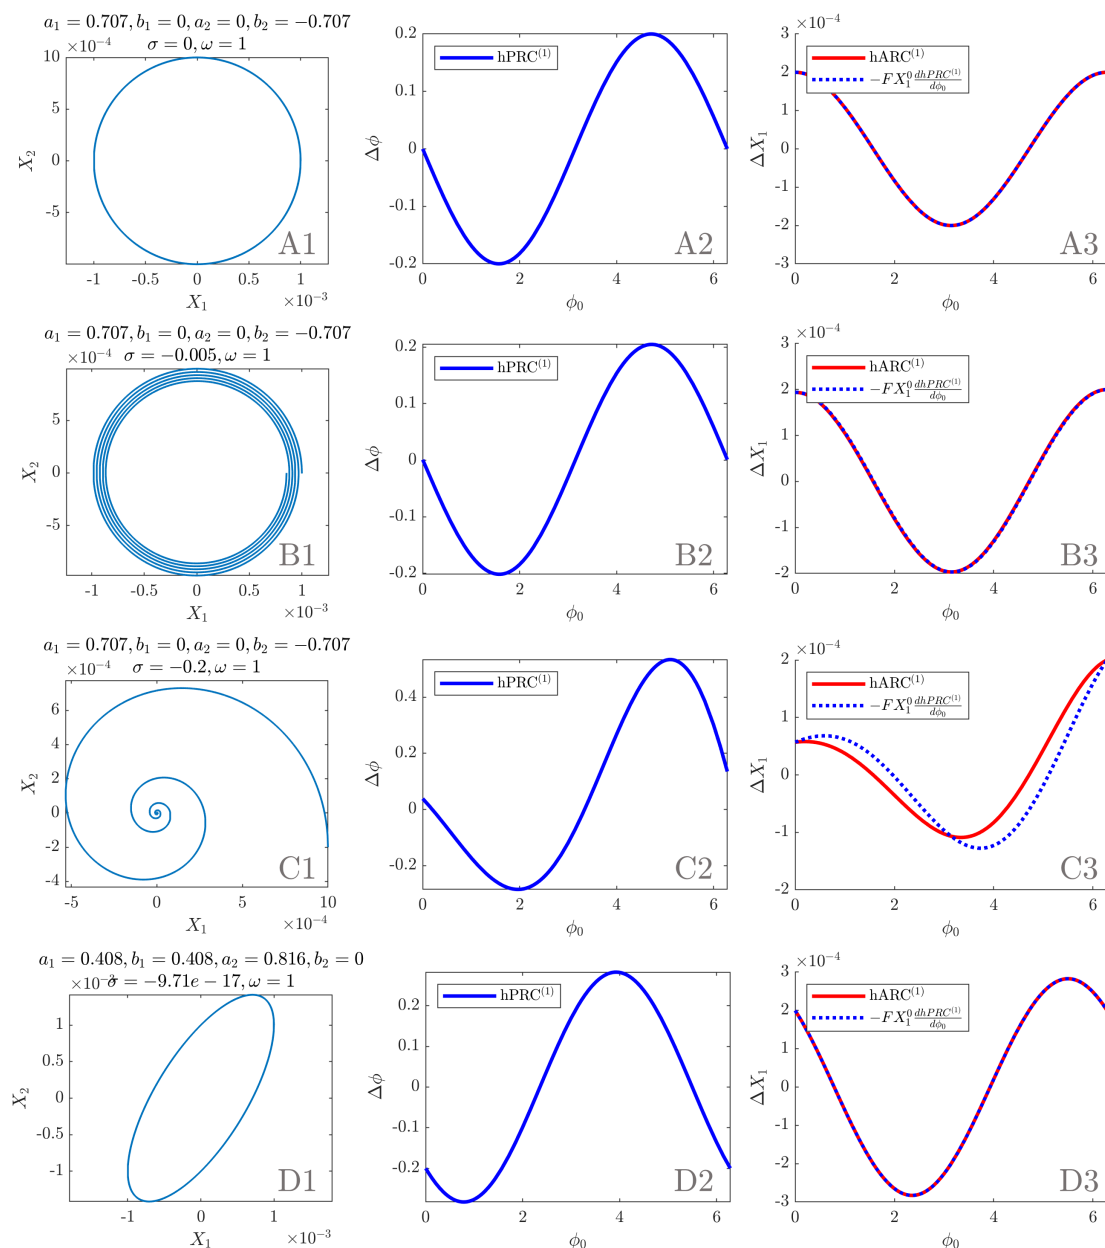 a₁ = 0.707, b₁ = 0, a₂ = 0, b₂ = −0.707
×10⁻⁴ σ = 0, ω = 1
10
5
0
-5
X₂
-1 -0.5 0 0.5 1
×10⁻³
X₁
A1
0.2
0.1
0
-0.1
-0.2
Δϕ
hPRC⁽¹⁾
0 2 4 6
ϕ₀
A2
×10⁻⁴
3
2
1
0
-1
-2
-3
ΔX₁
hARC⁽¹⁾
−FX₁⁰ dhPRC⁽¹⁾/dϕ₀
0 2 4 6
ϕ₀
A3
a₁ = 0.707, b₁ = 0, a₂ = 0, b₂ = −0.707
×10⁻⁴ σ = −0.005, ω = 1
5
0
-5
X₂
-1 -0.5 0 0.5 1
×10⁻³
X₁
B1
0.2
0.1
0
-0.1
-0.2
Δϕ
hPRC⁽¹⁾
0 2 4 6
ϕ₀
B2
×10⁻⁴
3
2
1
0
-1
-2
ΔX₁
hARC⁽¹⁾
−FX₁⁰ dhPRC⁽¹⁾/dϕ₀
0 2 4 6
ϕ₀
B3
a₁ = 0.707, b₁ = 0, a₂ = 0, b₂ = −0.707
×10⁻⁴ σ = −0.2, ω = 1
6
4
2
0
-2
-4
X₂
-5 0 5 10
×10⁻⁴
X₁
C1
0.4
0.2
0
-0.2
Δϕ
hPRC⁽¹⁾
0 2 4 6
ϕ₀
C2
×10⁻⁴
2
1
0
-1
-2
ΔX₁
hARC⁽¹⁾
−FX₁⁰ dhPRC⁽¹⁾/dϕ₀
0 2 4 6
ϕ₀
C3
a₁ = 0.408, b₁ = 0.408, a₂ = 0.816, b₂ = 0
×10⁻³ σ = −9.71e − 17, ω = 1
1
0.5
0
-0.5
-1
X₂
-1 0 1
×10⁻³
X₁
D1
0.2
0.1
0
-0.1
-0.2
Δϕ
hPRC⁽¹⁾
0 2 4 6
ϕ₀
D2
×10⁻⁴
3
2
1
0
-1
-2
-3
ΔX₁
hARC⁽¹⁾
−FX₁⁰ dhPRC⁽¹⁾/dϕ₀
0 2 4 6
ϕ₀
D3